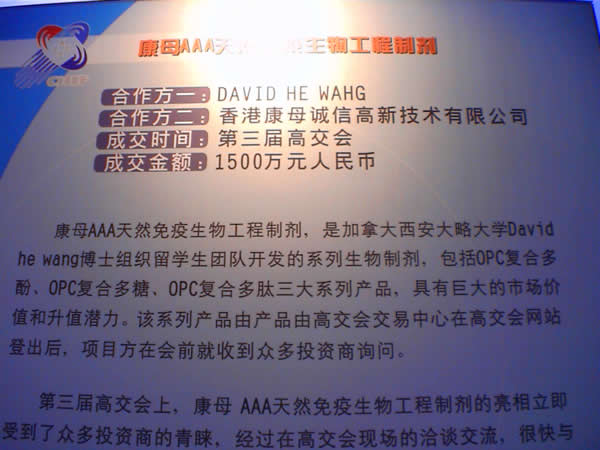 CHTF
康母AAA天然免疫生物工程制剂
合作方一：DAVID HE WAHG
合作方二：香港康母诚信高新技术有限公司
成交时间：第三届高交会
成交金额：1500万元人民币
康母AAA天然免疫生物工程制剂，是加拿大西安大略大学David
he wang博士组织留学生团队开发的系列生物制剂，包括OPC复合多
酚、OPC复合多糖、OPC复合多肽三大系列产品，具有巨大的市场价
值和升值潜力。该系列产品由产品由高交会交易中心在高交会网站
登出后，项目方在会前就收到众多投资商询问。
第三届高交会上，康母 AAA天然免疫生物工程制剂的亮相立即
受到了众多投资商的青睐，经过在高交会现场的洽谈交流，很快与